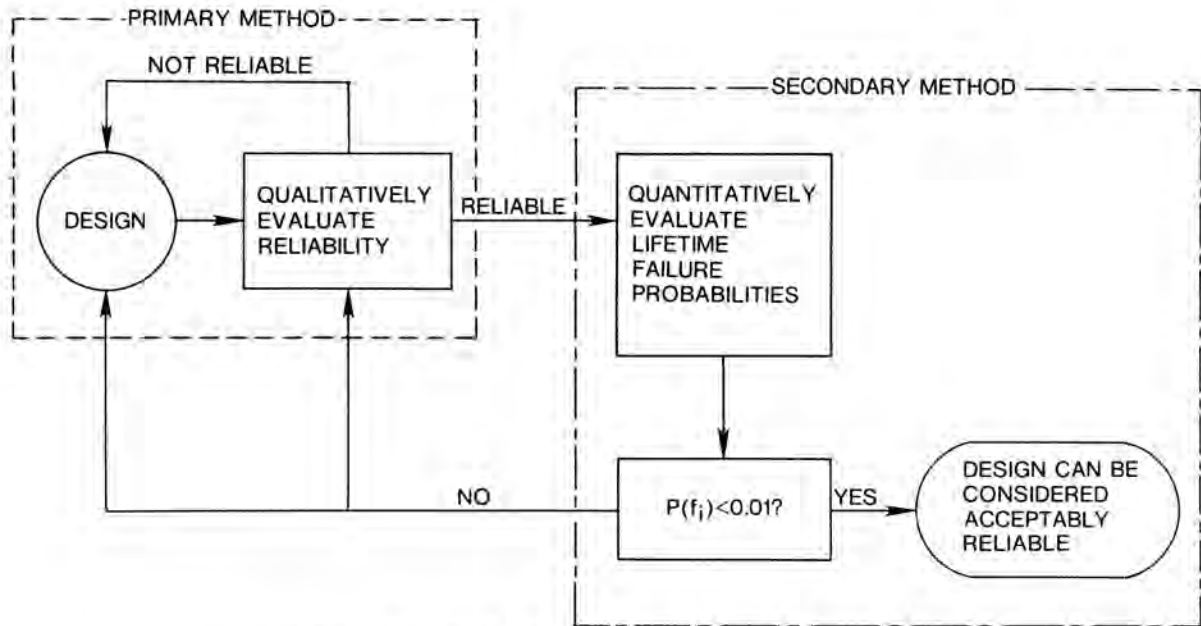 PRIMARY METHOD
NOT RELIABLE
DESIGN
QUALITATIVELY
EVALUATE
RELIABILITY
RELIABLE
SECONDARY METHOD
QUANTITATIVELY
EVALUATE
LIFETIME
FAILURE
PROBABILITIES
NO
P(fᵢ)<0.01?
YES
DESIGN CAN BE
CONSIDERED
ACCEPTABLY
RELIABLE